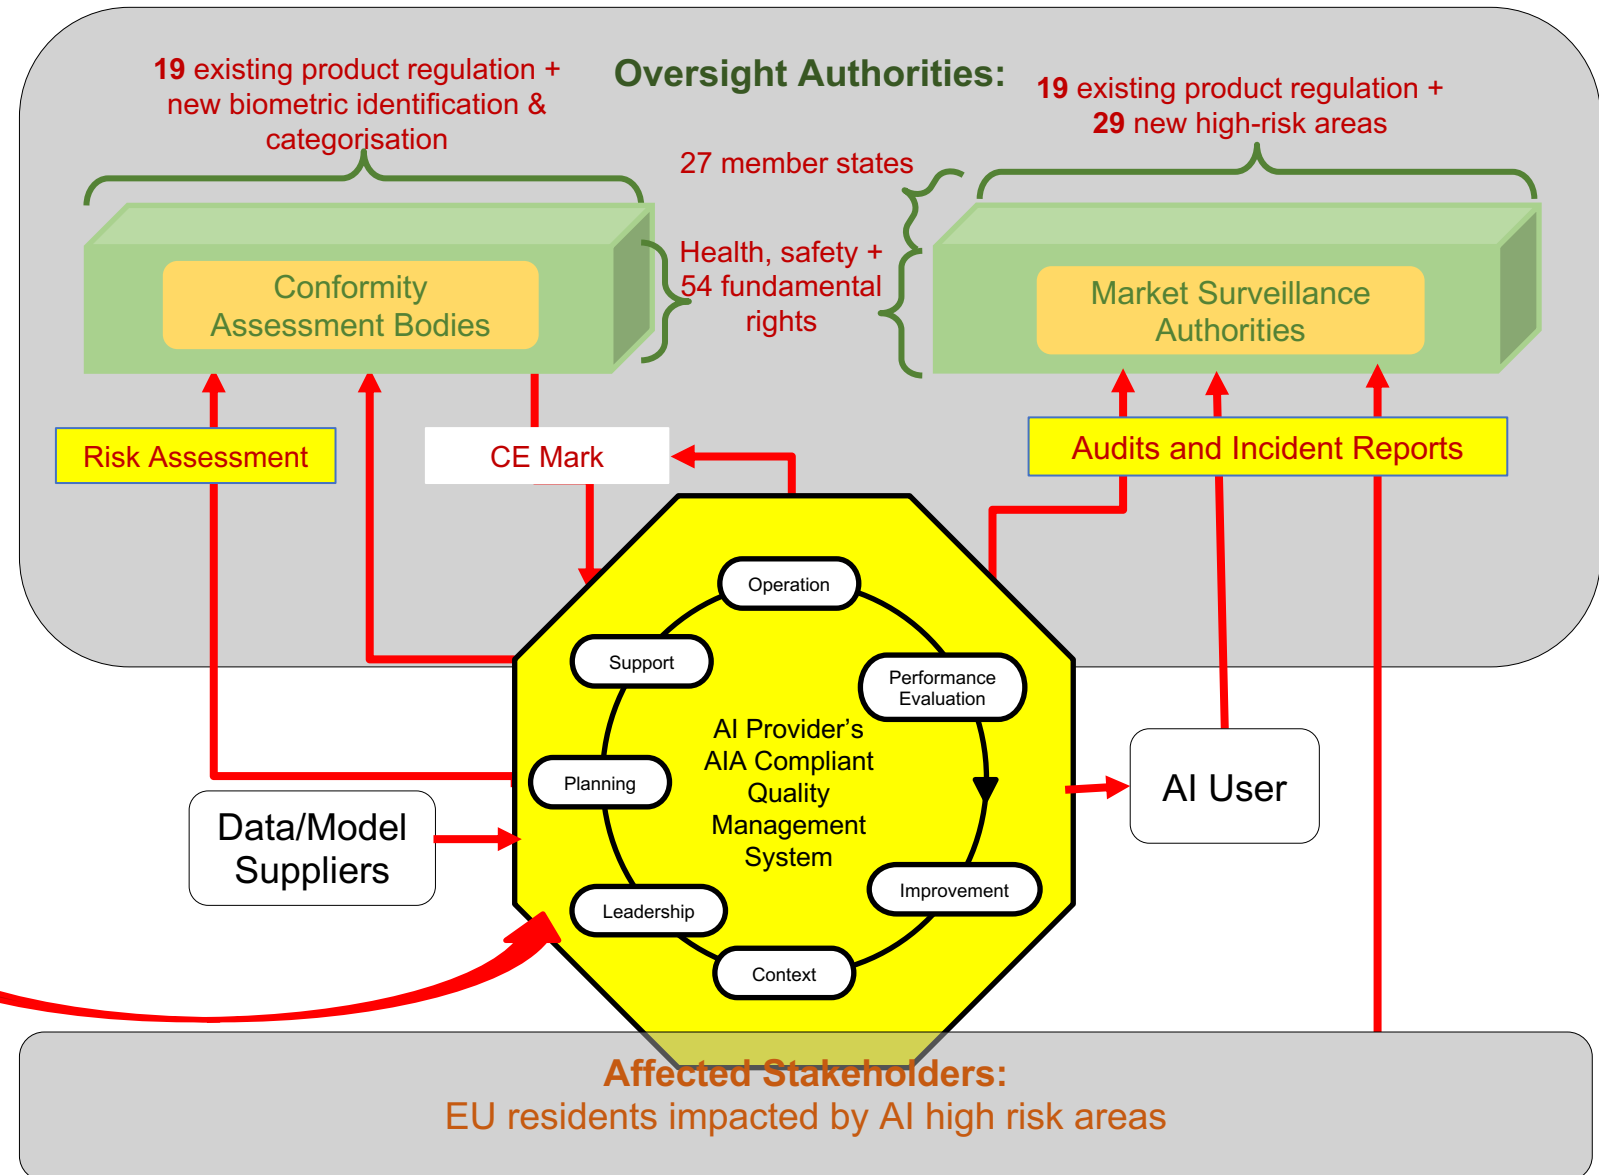 19 existing product regulation +
new biometric identification &
categorisation
Oversight Authorities:
19 existing product regulation +
29 new high-risk areas
27 member states
Health, safety +
54 fundamental
rights
Conformity
Assessment Bodies
Market Surveillance
Authorities
Risk Assessment
CE Mark
Audits and Incident Reports
Operation
Support
Performance
Evaluation
AI Provider’s
AIA Compliant
Quality
Management
System
Planning
AI User
Data/Model
Suppliers
Improvement
Leadership
Context
Affected Stakeholders:
EU residents impacted by AI high risk areas